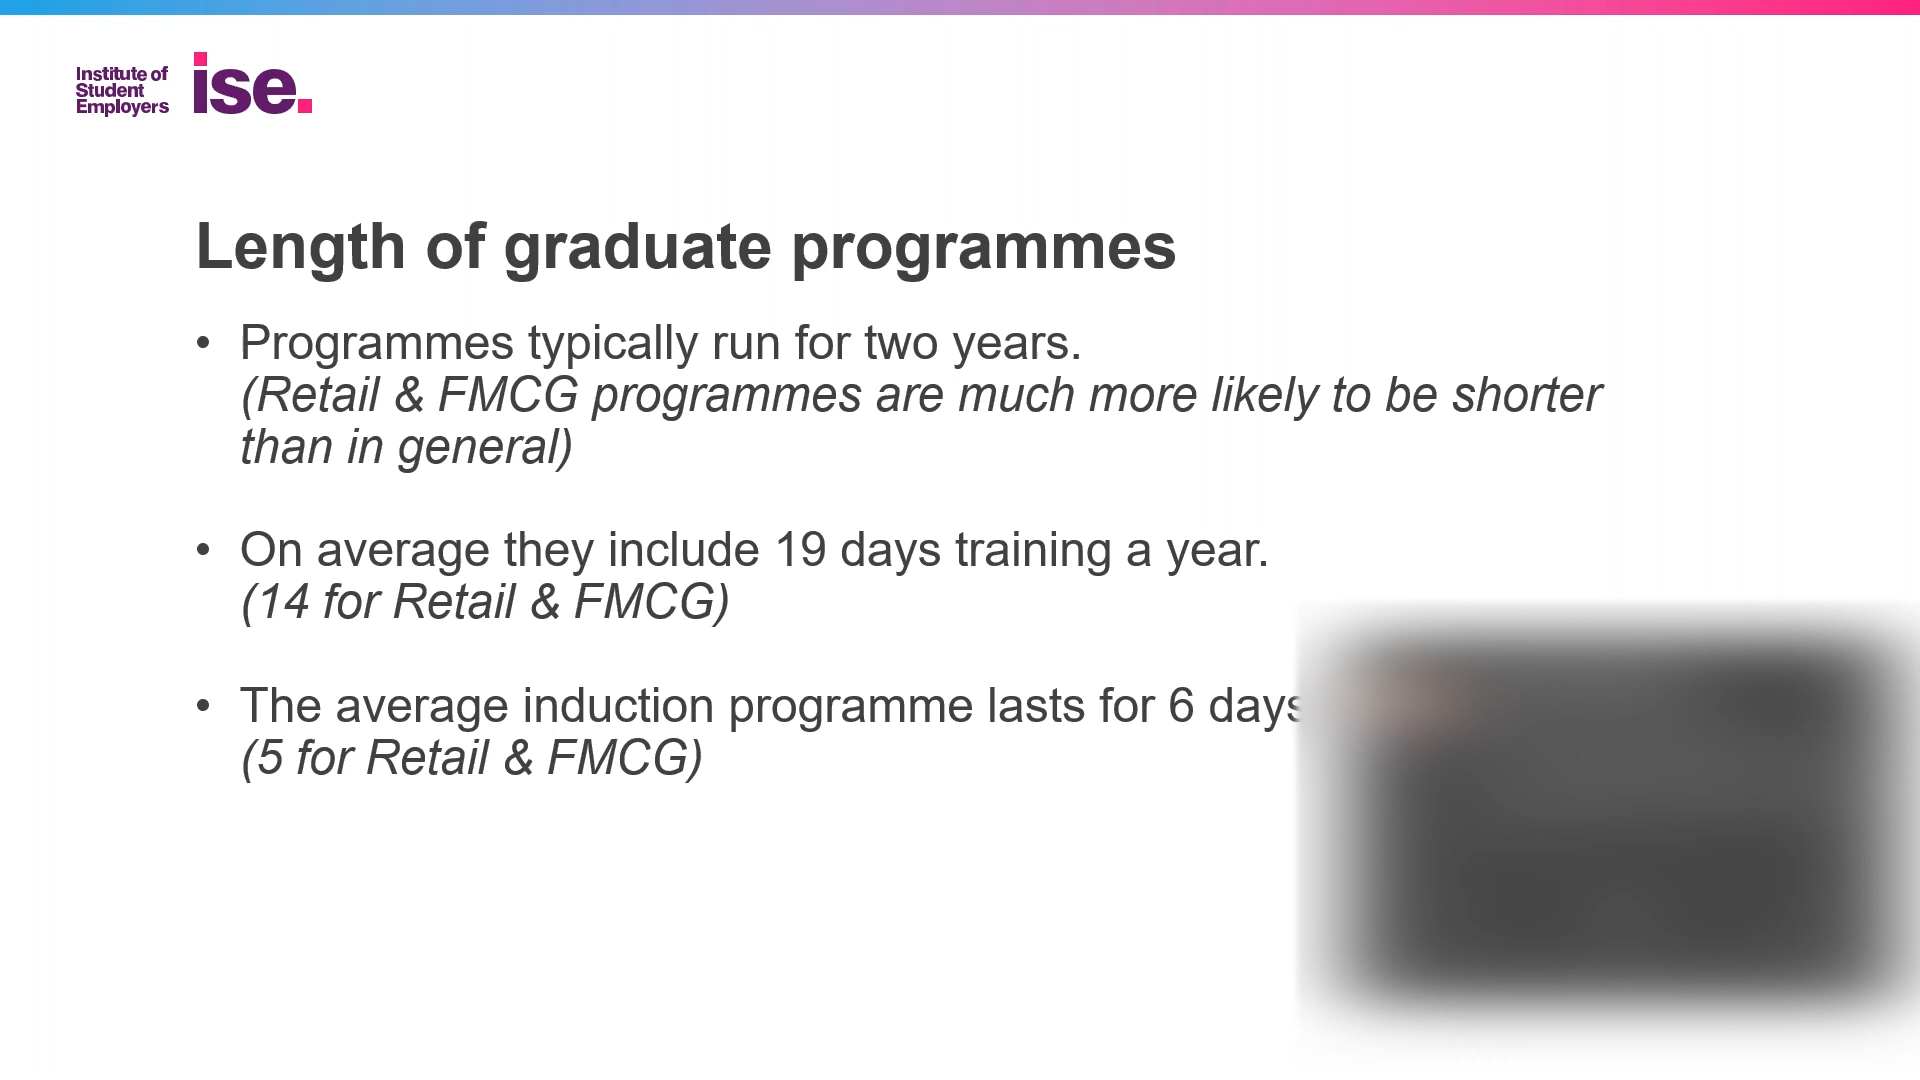 Institute of
Student
Employers
ise.
Length of graduate programmes
• Programmes typically run for two years.
(Retail & FMCG programmes are much more likely to be shorter
than in general)
• On average they include 19 days training a year.
(14 for Retail & FMCG)
• The average induction programme lasts for 6 days
(5 for Retail & FMCG)